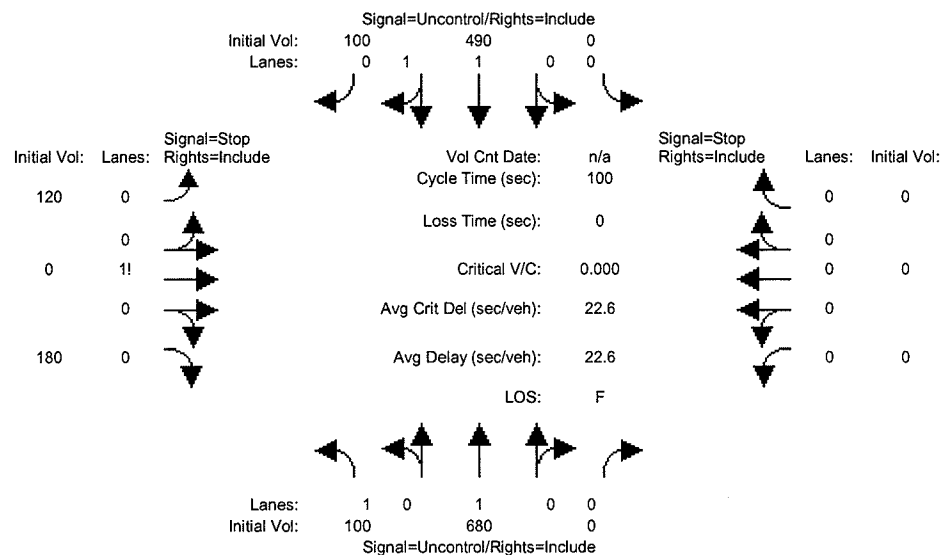 Signal=Uncontrol/Rights=Include
Initial Vol: 100 490 0
Lanes: 0 1 1 0 0
Signal=Stop
Initial Vol: Lanes: Rights=Include
Vol Cnt Date: n/a
Signal=Stop
Rights=Include Lanes: Initial Vol:
Cycle Time (sec): 100
120 0
0 0
Loss Time (sec): 0
0
0
0 1!
Critical V/C: 0.000
0 0
0
Avg Crit Del (sec/veh): 22.6
0
180 0
Avg Delay (sec/veh): 22.6
0 0
LOS: F
Lanes: 1 0 1 0 0
Initial Vol: 100 680 0
Signal=Uncontrol/Rights=Include